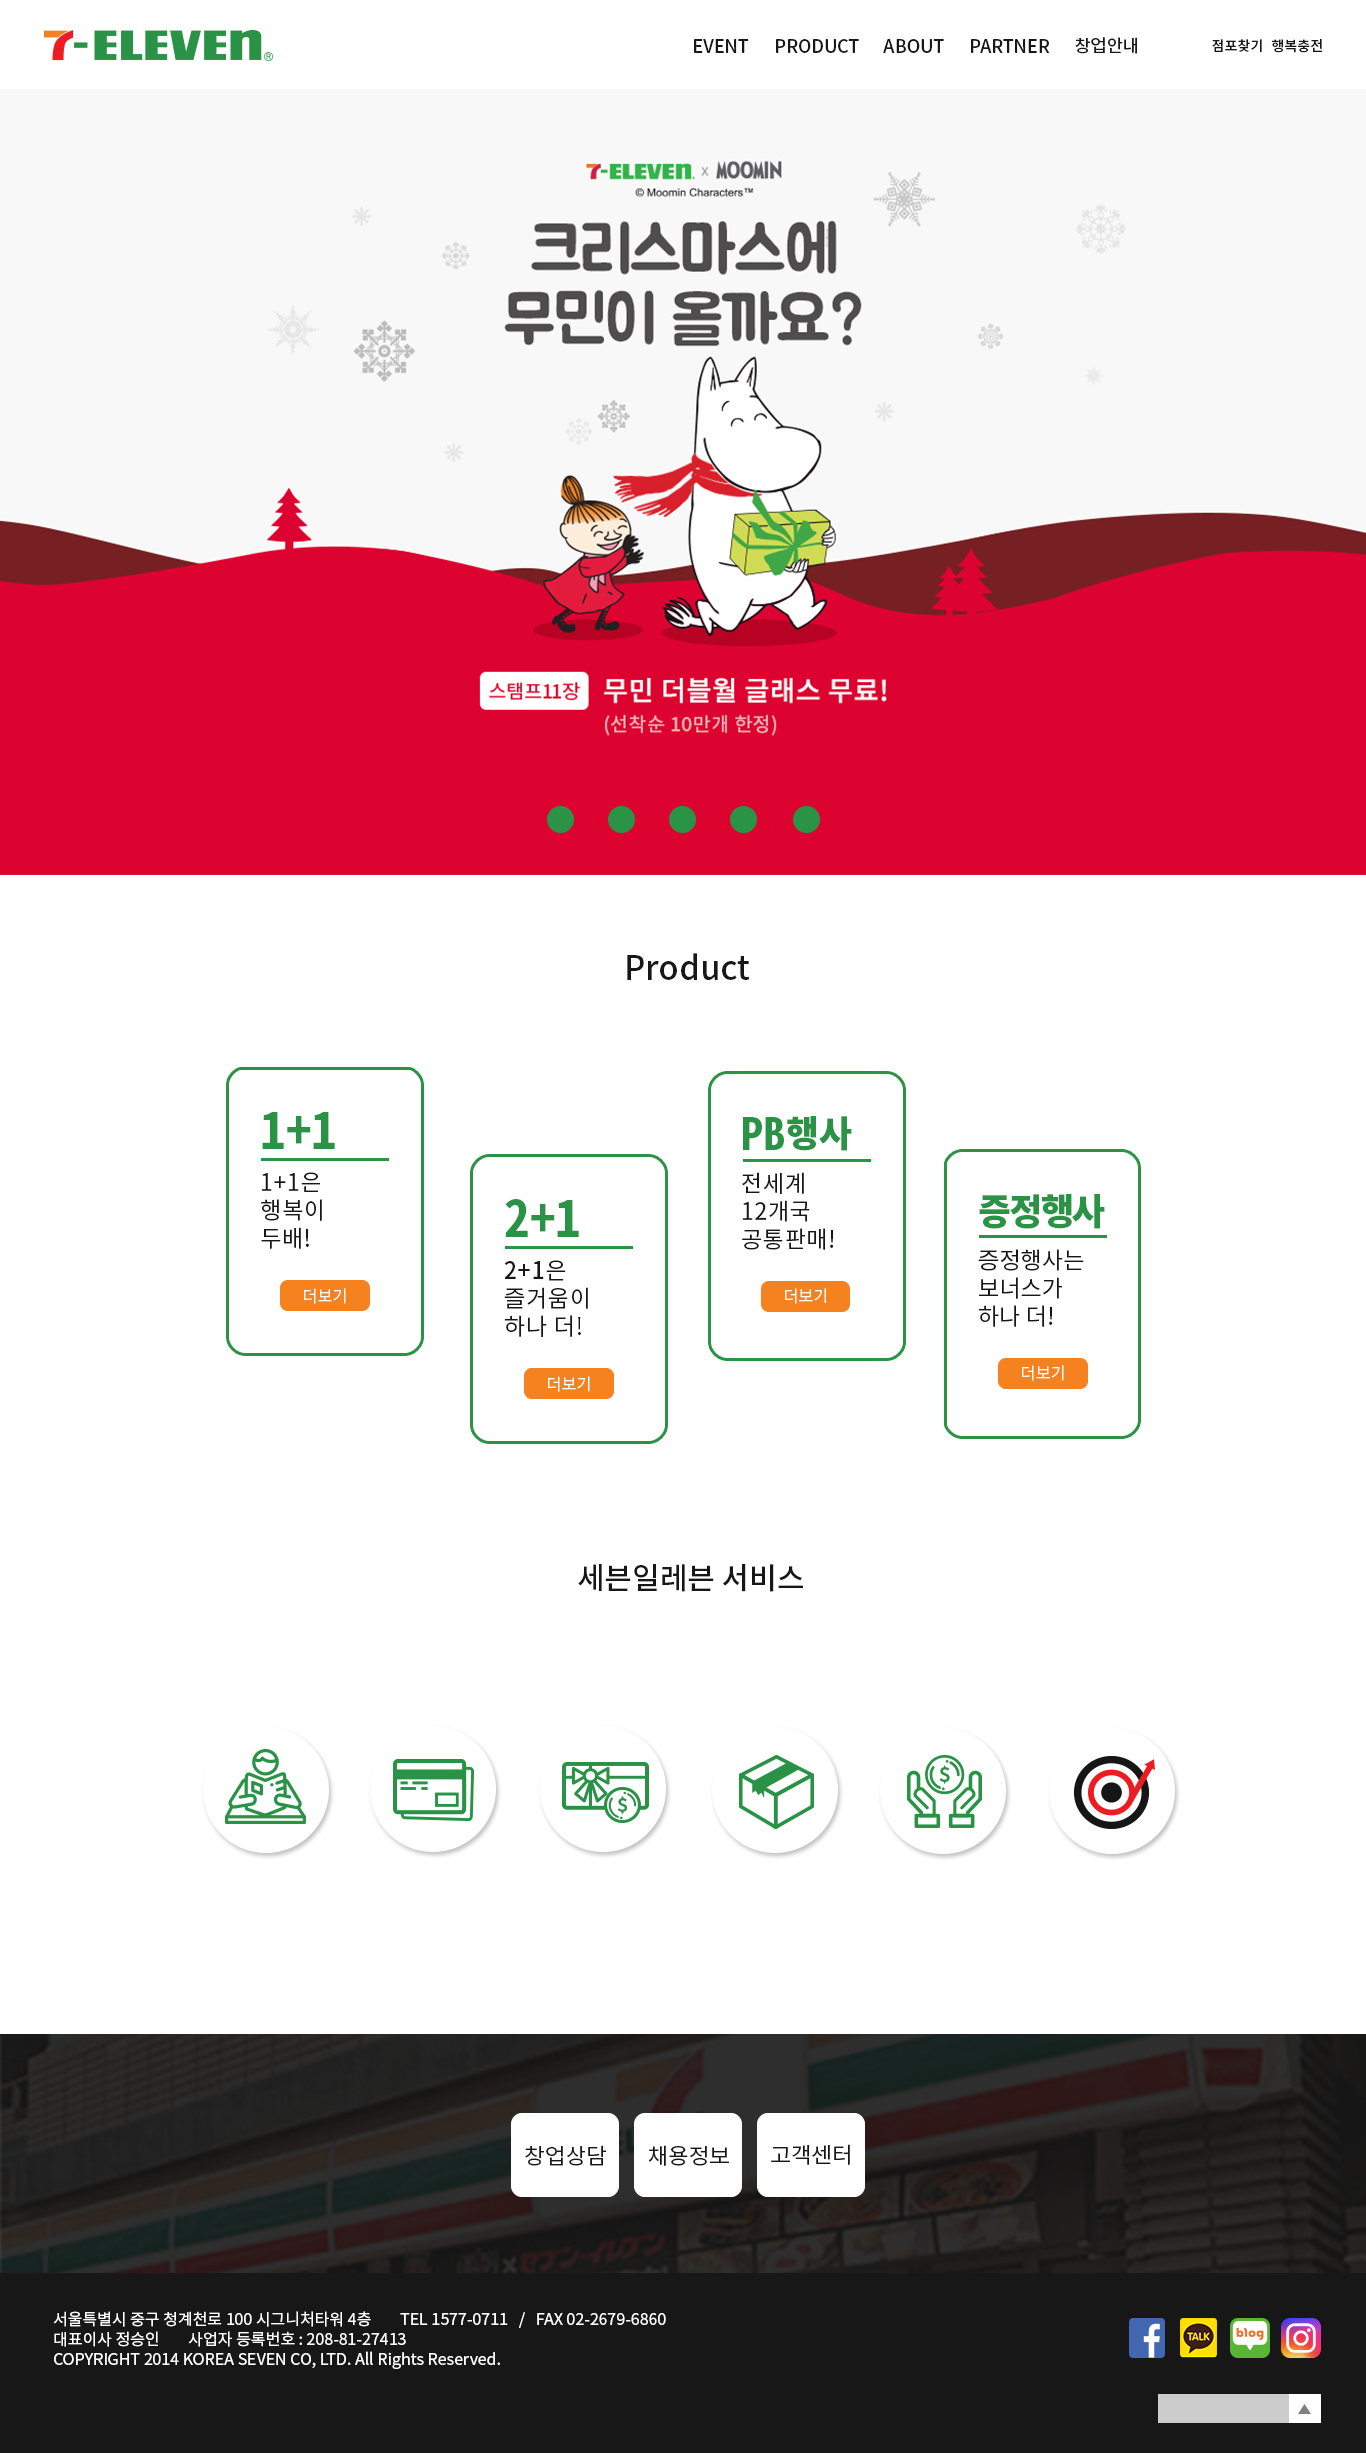 7-ELEVEN®
EVENT PRODUCT ABOUT PARTNER 창업안내 점포찾기 행복충전
7-ELEVEN. x MOOMIN
© Moomin Characters™
크리스마스에
무민이 올까요?
스탬프11장 무민 더블월 글래스 무료!
(선착순 10만개 한정)
Product
1+1
1+1은
행복이
두배!
더보기
2+1
2+1은
즐거움이
하나 더!
더보기
PB행사
전세계
12개국
공통판매!
더보기
증정행사
증정행사는
보너스가
하나 더!
더보기
세븐일레븐 서비스
창업상담 채용정보 고객센터
セブン-イレブン
서울특별시 중구 청계천로 100 시그니처타워 4층 TEL 1577-0711 / FAX 02-2679-6860
대표이사 정승인 사업자 등록번호 : 208-81-27413
COPYRIGHT 2014 KOREA SEVEN CO, LTD. All Rights Reserved.
TALK
blog